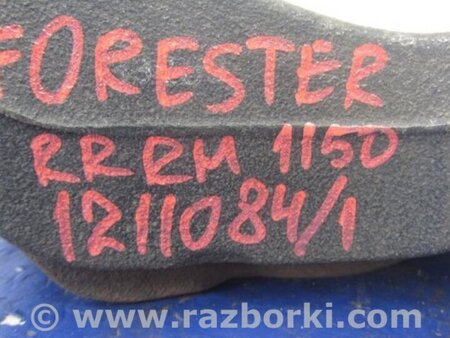 FORESTER
RRRM 1150
1211084/1
© www.razborki.com